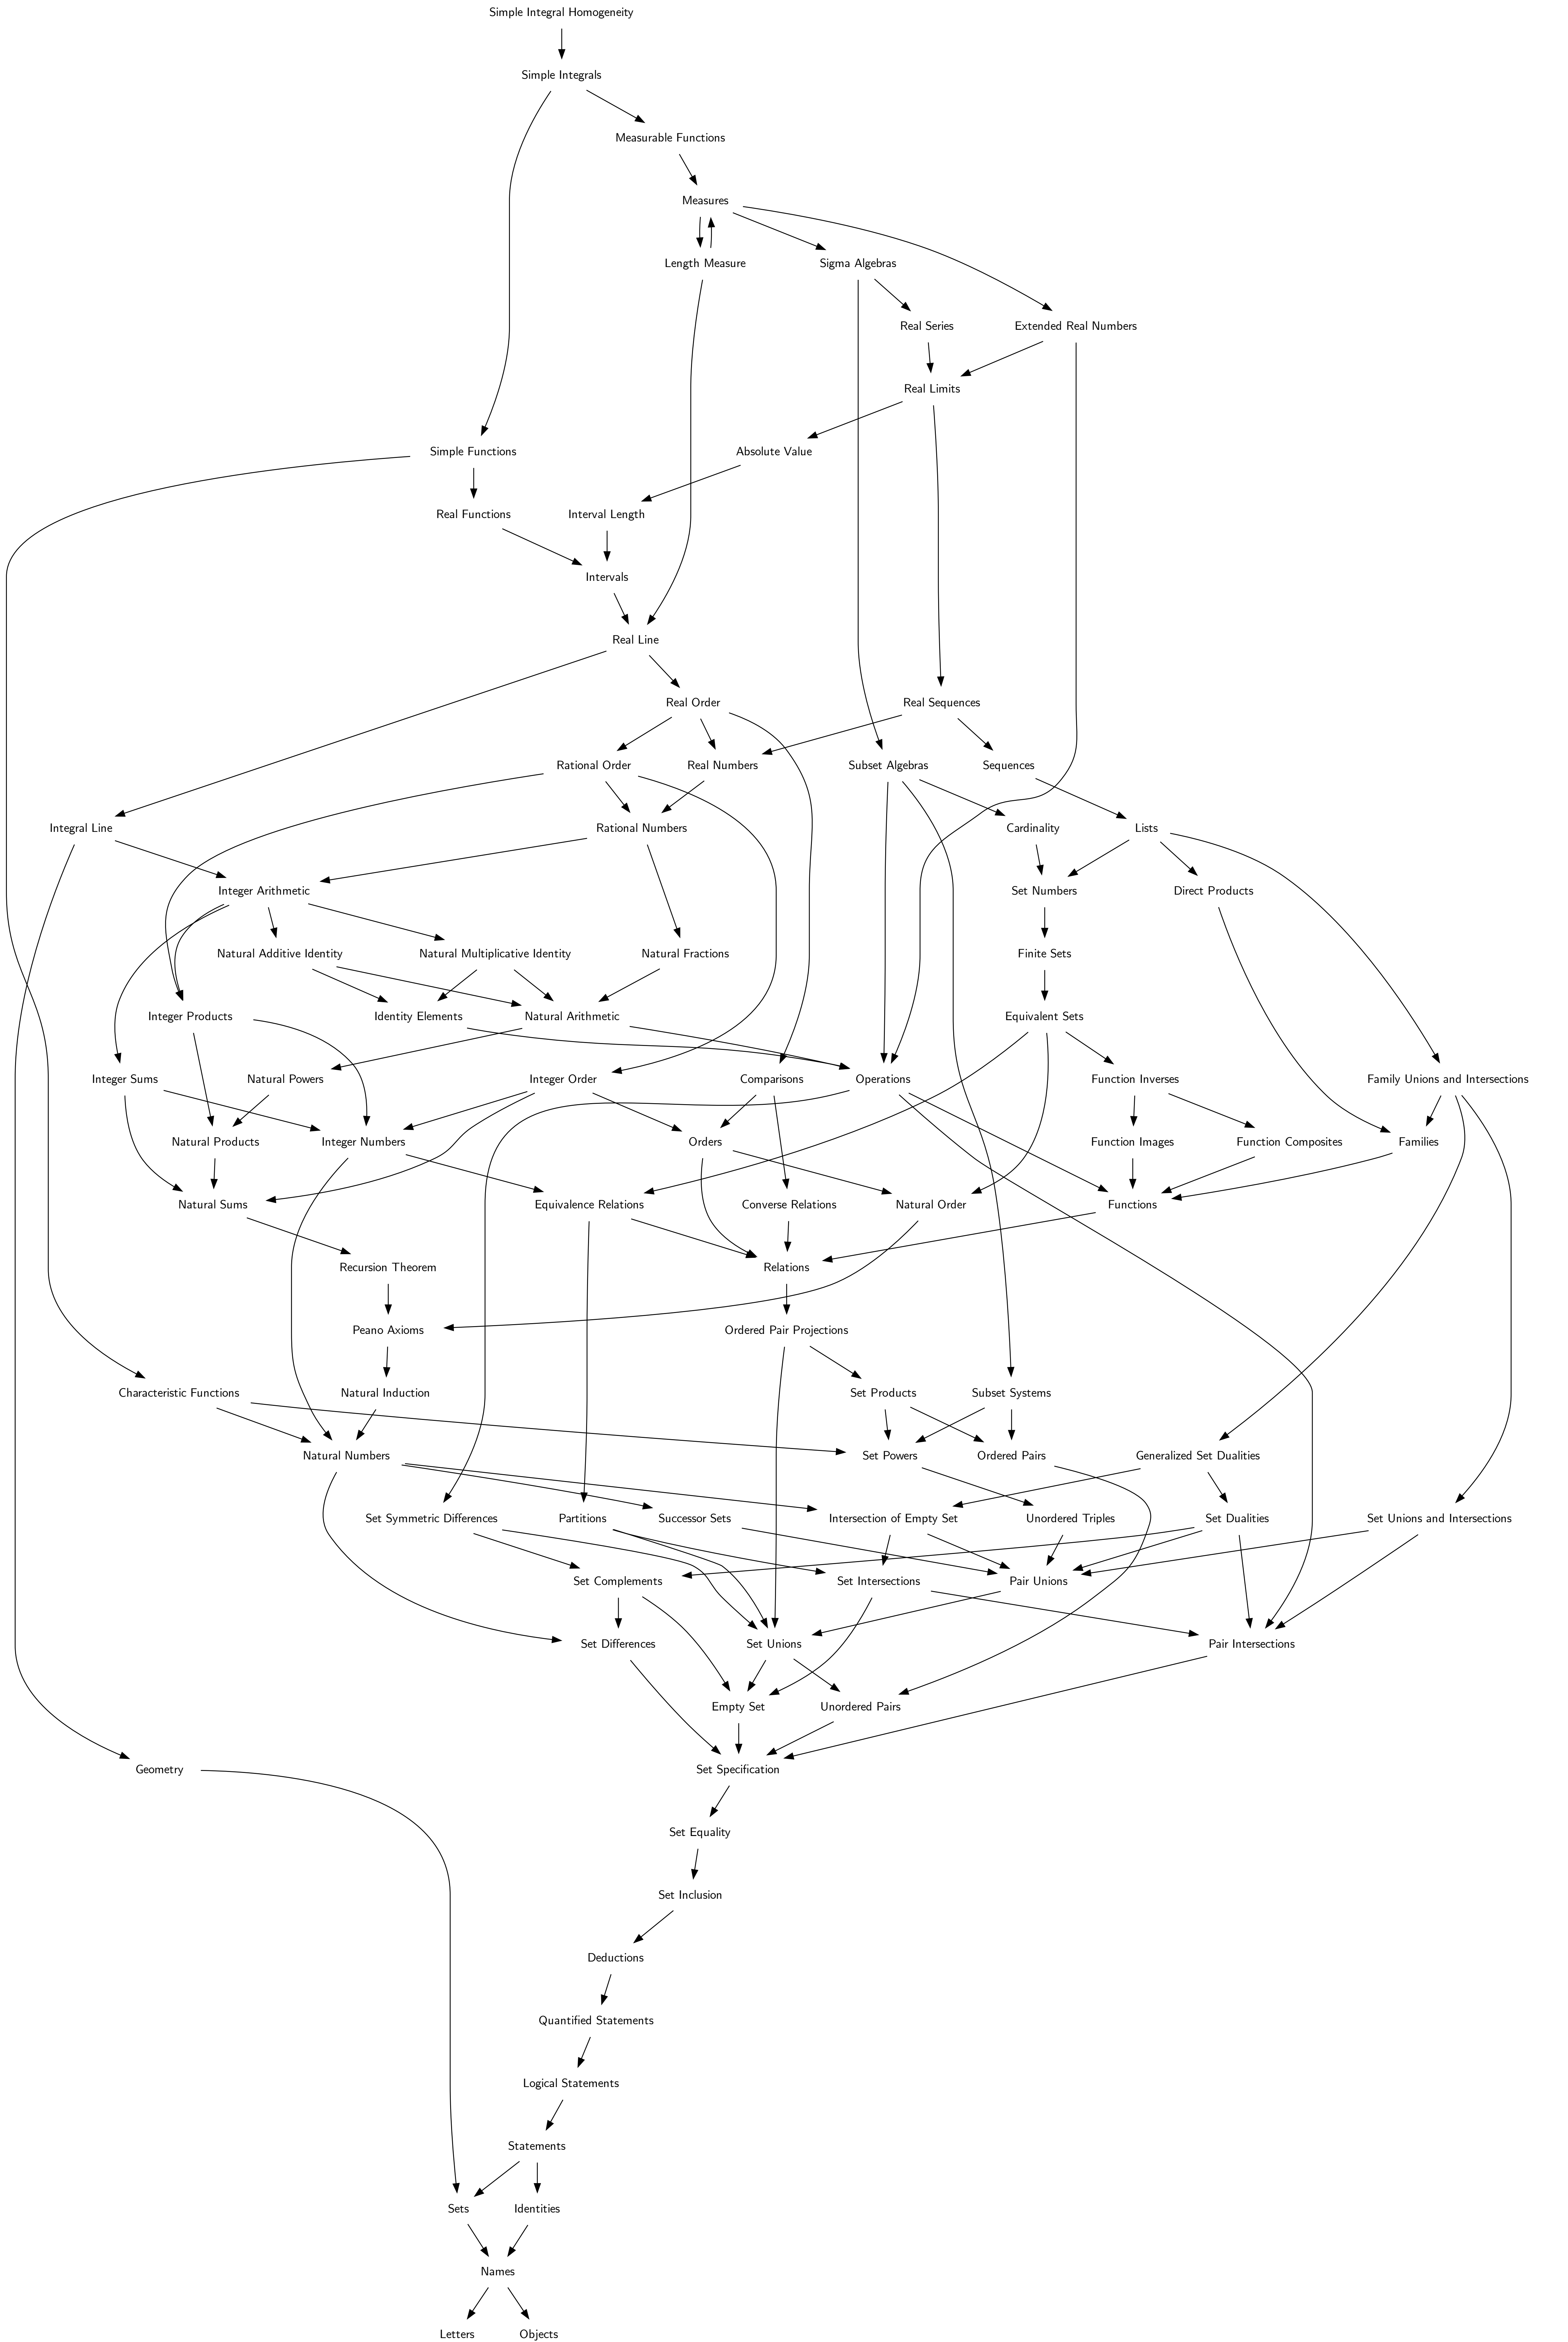 Simple Integral Homogeneity
Simple Integrals
Measurable Functions
Measures
Length Measure
Sigma Algebras
Real Series
Extended Real Numbers
Real Limits
Simple Functions
Absolute Value
Real Functions
Interval Length
Intervals
Real Line
Real Order
Real Sequences
Rational Order
Real Numbers
Subset Algebras
Sequences
Integral Line
Rational Numbers
Cardinality
Lists
Integer Arithmetic
Set Numbers
Direct Products
Natural Additive Identity
Natural Multiplicative Identity
Natural Fractions
Finite Sets
Integer Products
Identity Elements
Natural Arithmetic
Equivalent Sets
Integer Sums
Natural Powers
Integer Order
Comparisons
Operations
Function Inverses
Family Unions and Intersections
Natural Products
Integer Numbers
Orders
Function Images
Function Composites
Families
Natural Sums
Equivalence Relations
Converse Relations
Natural Order
Functions
Recursion Theorem
Relations
Peano Axioms
Ordered Pair Projections
Characteristic Functions
Natural Induction
Set Products
Subset Systems
Natural Numbers
Set Powers
Ordered Pairs
Generalized Set Dualities
Set Symmetric Differences
Partitions
Successor Sets
Intersection of Empty Set
Unordered Triples
Set Dualities
Set Unions and Intersections
Set Complements
Set Intersections
Pair Unions
Set Differences
Set Unions
Pair Intersections
Empty Set
Unordered Pairs
Geometry
Set Specification
Set Equality
Set Inclusion
Deductions
Quantified Statements
Logical Statements
Statements
Sets
Identities
Names
Letters
Objects